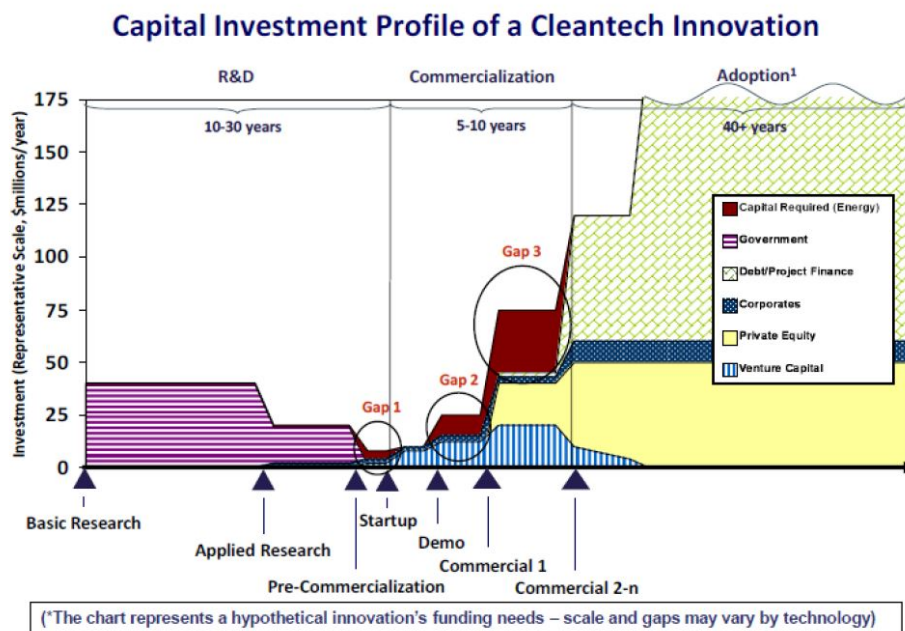 Capital Investment Profile of a Cleantech Innovation
R&D
Commercialization
Adoption1
10-30 years
5-10 years
40+ years
Investment (Representative Scale, $millions/year)
175
150
125
100
75
50
25
0
Gap 1
Gap 2
Gap 3
Capital Required (Energy)
Government
Debt/Project Finance
Corporates
Private Equity
Venture Capital
Basic Research
Applied Research
Pre-Commercialization
Startup
Demo
Commercial 1
Commercial 2-n
(*The chart represents a hypothetical innovation's funding needs – scale and gaps may vary by technology)